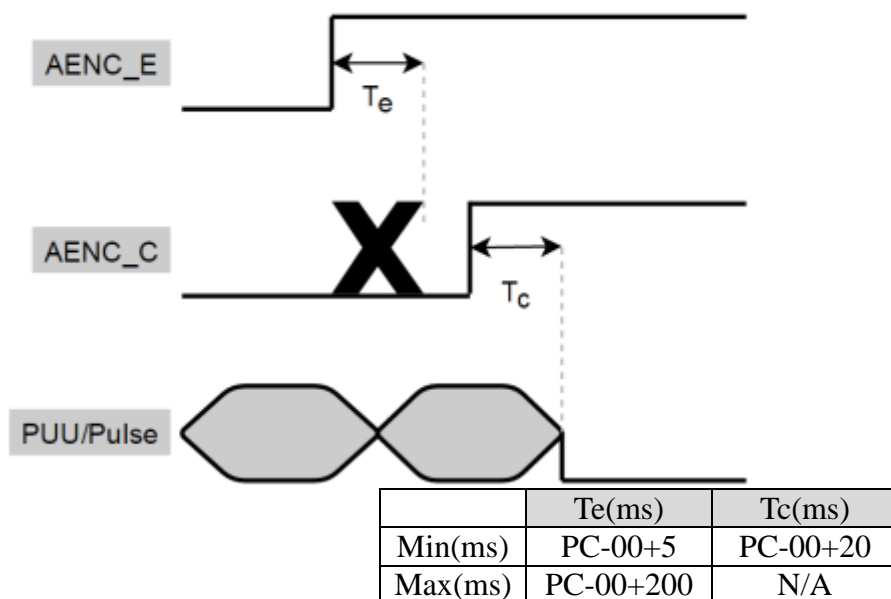 AENC_E
Te
AENC_C
Tc
PUU/Pulse
Te(ms) Tc(ms)
Min(ms) PC-00+5 PC-00+20
Max(ms) PC-00+200 N/A